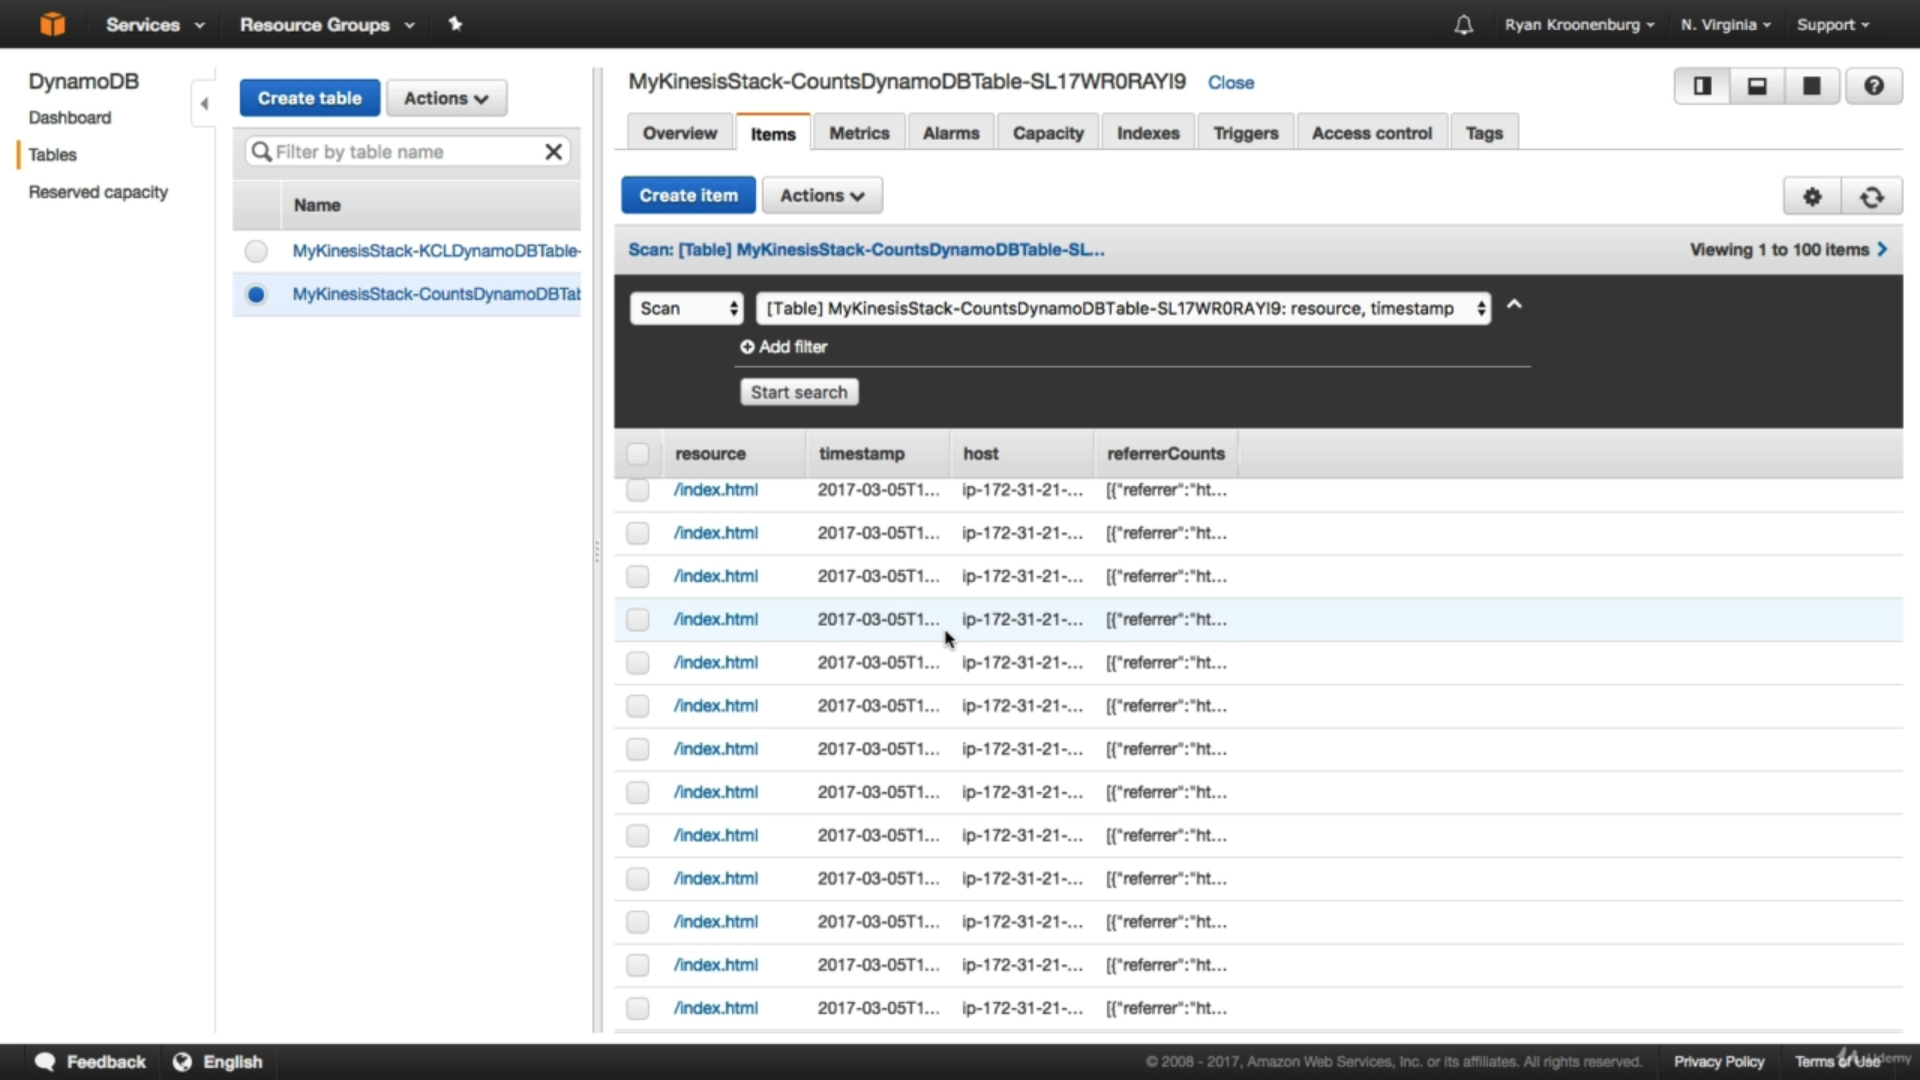 Services Resource Groups Ryan Kroonenburg N. Virginia Support
DynamoDB
Dashboard
Tables
Reserved capacity
Create table Actions
Filter by table name
Name
MyKinesisStack-KCLDynamoDBTable-
MyKinesisStack-CountsDynamoDBTab
MyKinesisStack-CountsDynamoDBTable-SL17WR0RAYI9 Close
Overview Items Metrics Alarms Capacity Indexes Triggers Access control Tags
Create item Actions
Scan: [Table] MyKinesisStack-CountsDynamoDBTable-SL... Viewing 1 to 100 items
Scan [Table] MyKinesisStack-CountsDynamoDBTable-SL17WR0RAYI9: resource, timestamp
Add filter
Start search
resource timestamp host referrerCounts
/index.html 2017-03-05T1... ip-172-31-21-... [{"referrer":"ht...
/index.html 2017-03-05T1... ip-172-31-21-... [{"referrer":"ht...
/index.html 2017-03-05T1... ip-172-31-21-... [{"referrer":"ht...
/index.html 2017-03-05T1... ip-172-31-21-... [{"referrer":"ht...
/index.html 2017-03-05T1... ip-172-31-21-... [{"referrer":"ht...
/index.html 2017-03-05T1... ip-172-31-21-... [{"referrer":"ht...
/index.html 2017-03-05T1... ip-172-31-21-... [{"referrer":"ht...
/index.html 2017-03-05T1... ip-172-31-21-... [{"referrer":"ht...
/index.html 2017-03-05T1... ip-172-31-21-... [{"referrer":"ht...
/index.html 2017-03-05T1... ip-172-31-21-... [{"referrer":"ht...
/index.html 2017-03-05T1... ip-172-31-21-... [{"referrer":"ht...
/index.html 2017-03-05T1... ip-172-31-21-... [{"referrer":"ht...
/index.html 2017-03-05T1... ip-172-31-21-... [{"referrer":"ht...
Feedback English © 2008 - 2017, Amazon Web Services, Inc. or its affiliates. All rights reserved. Privacy Policy Terms of Use